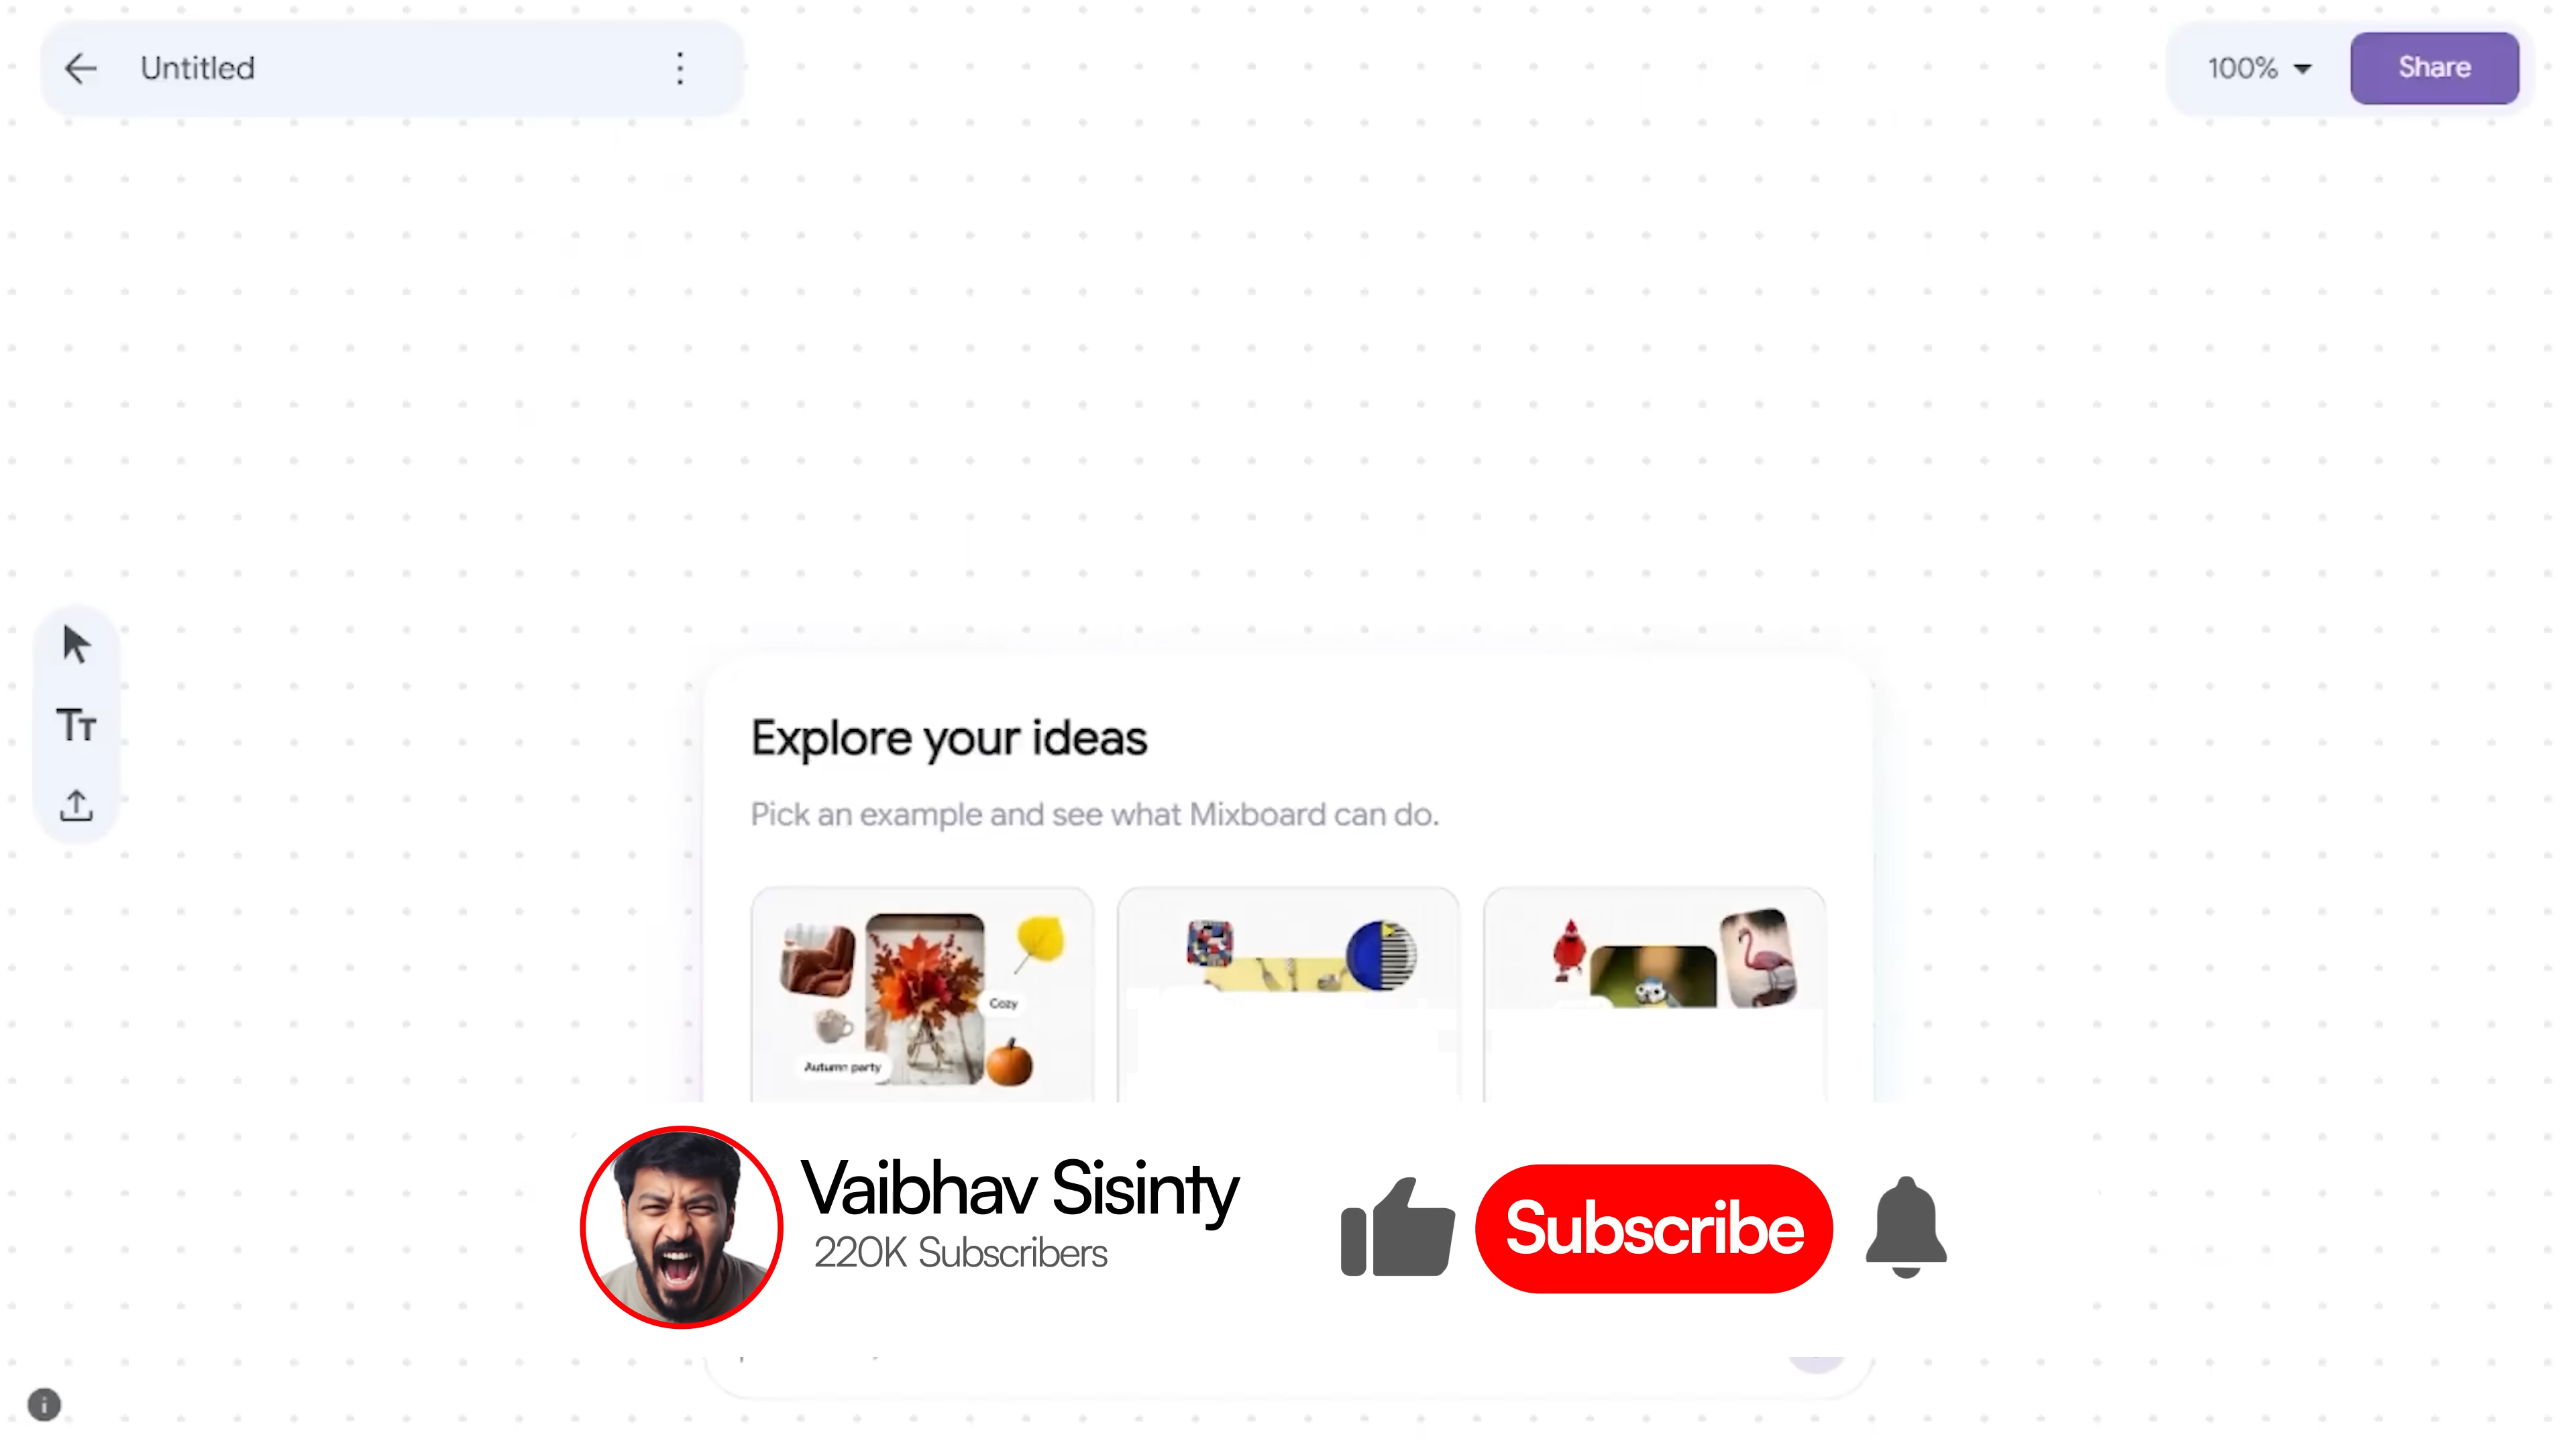 Untitled
100%
Share
Tт
Explore your ideas
Pick an example and see what Mixboard can do.
Cozy
Autumn party
Vaibhav Sisinty
220K Subscribers
Subscribe